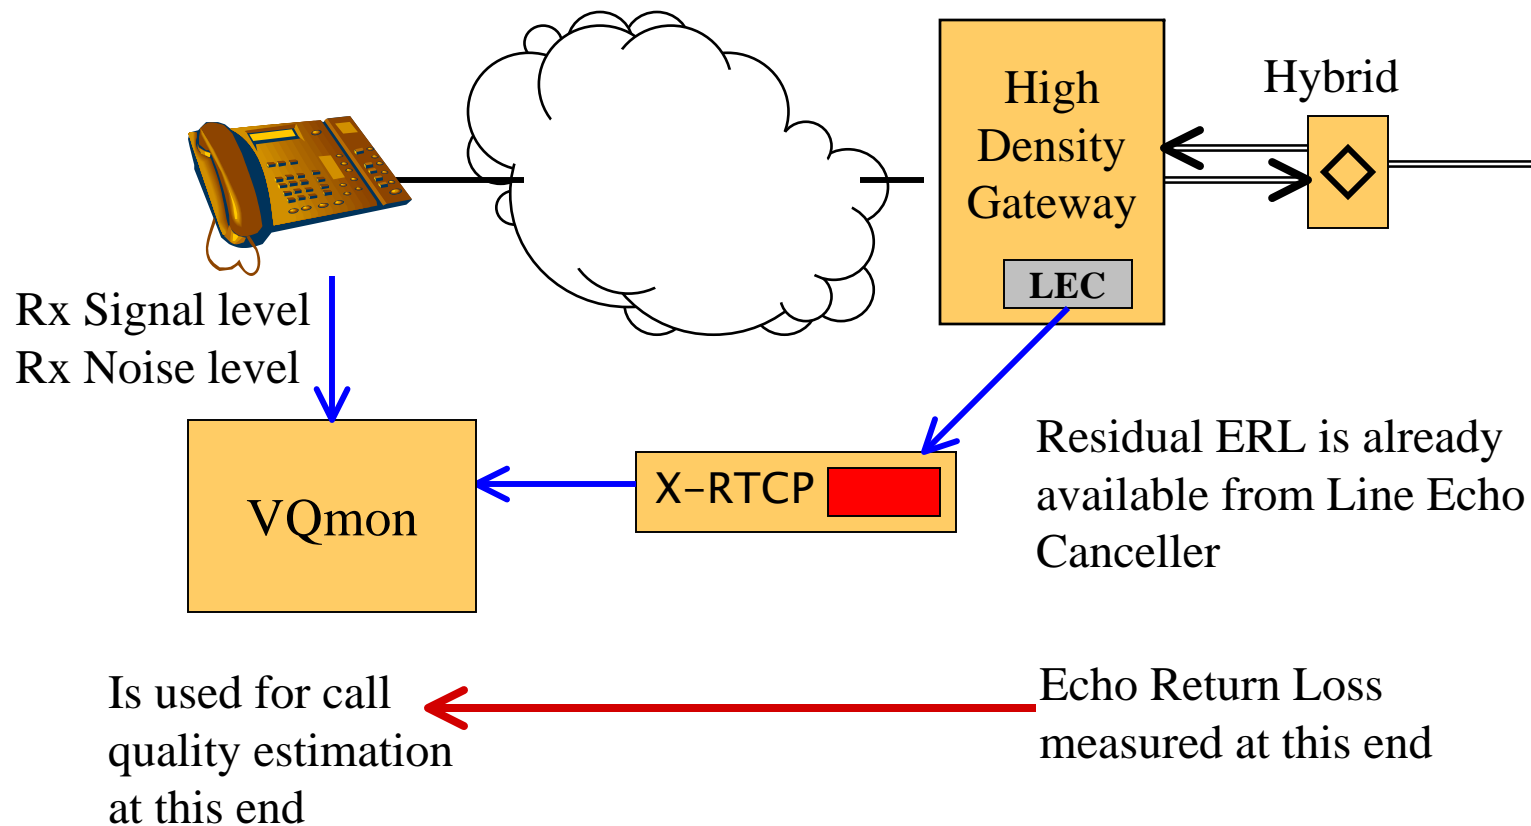 High
Density
Gateway
LEC
Hybrid
Rx Signal level
Rx Noise level
VQmon
X-RTCP
Residual ERL is already
available from Line Echo
Canceller
Is used for call
quality estimation
at this end
Echo Return Loss
measured at this end